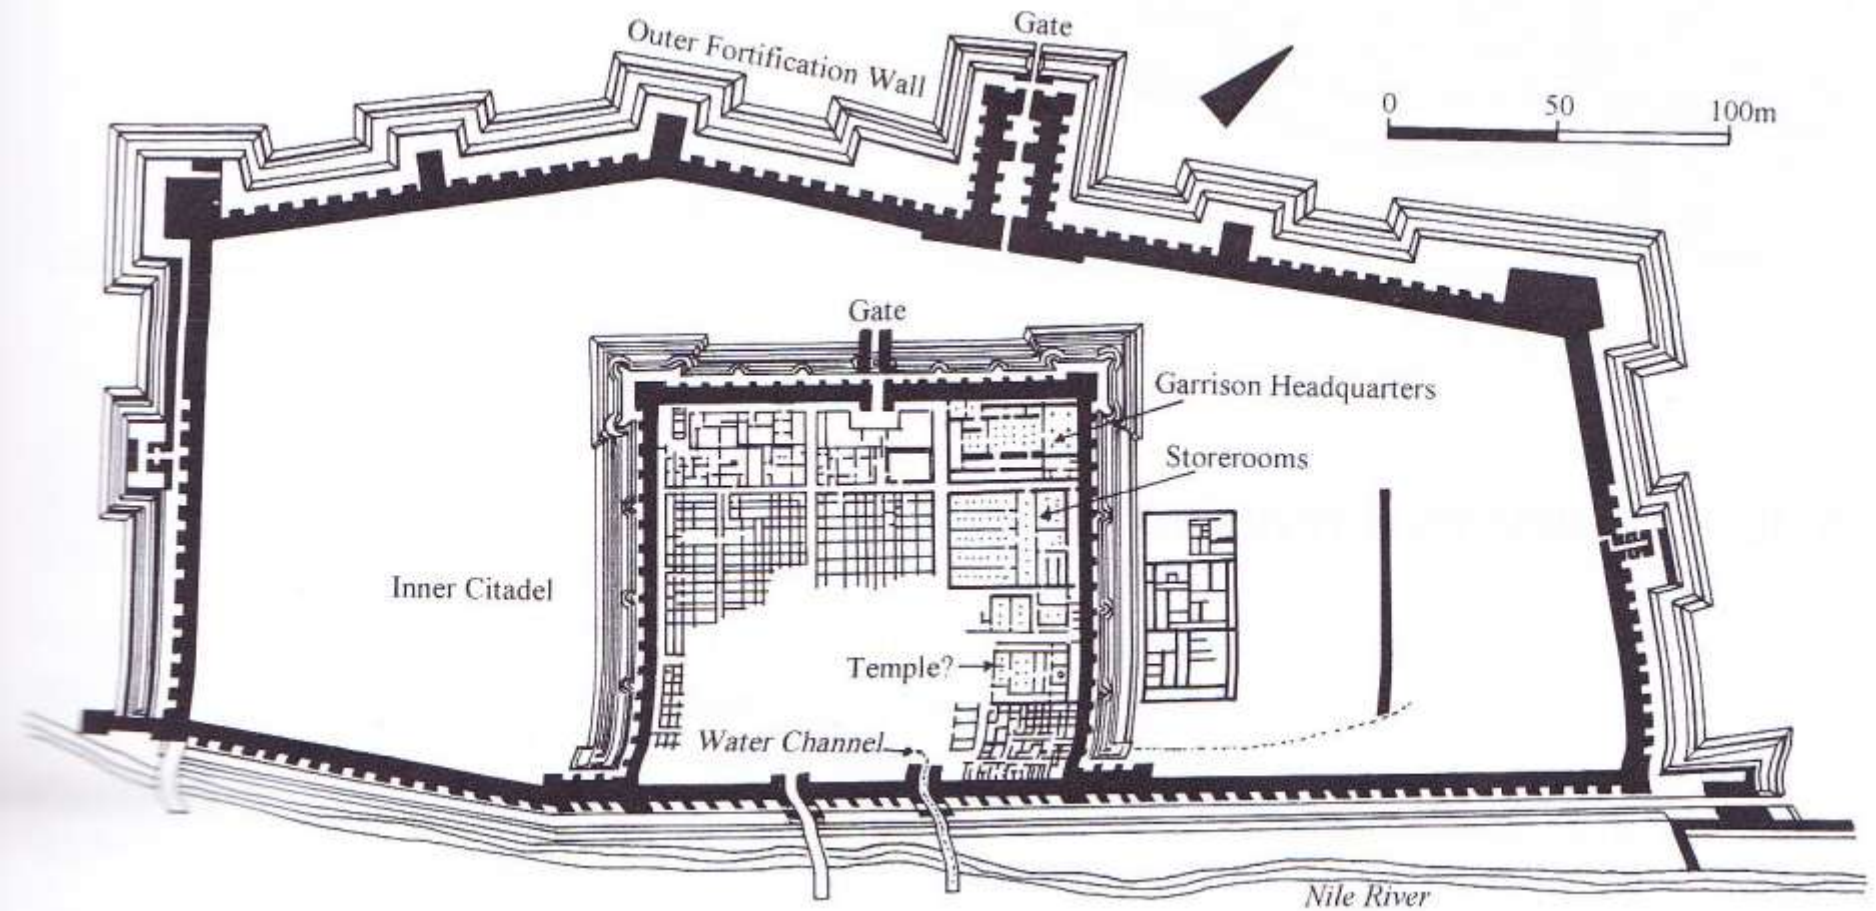 Gate
Outer Fortification Wall
0 50 100m
Gate
Garrison Headquarters
Storerooms
Inner Citadel
Temple?
Water Channel
Nile River